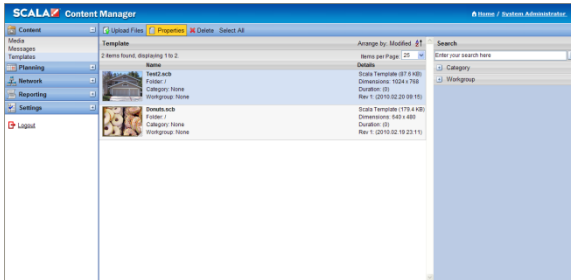 SCALA Content Manager
Home / System Administrator
Content
Media
Messages
Templates
Planning
Network
Reporting
Settings
Logout
Upload Files Properties Delete Select All
Template Arrange by: Modified
2 items found, displaying 1 to 2. Items per Page: 25
Name Details
Test2.scb Scala Template (87.6 KB)
Folder: / Dimensions: 1024 x 768
Category: None Duration: (0)
Workgroup: None Rev 1: (2010.02.20 09:15)
Donuts.scb Scala Template (179.4 KB)
Folder: / Dimensions: 640 x 480
Category: None Duration: (0)
Workgroup: None Rev 1: (2010.02.19 23:11)
Search
Enter your search here
Category
Workgroup